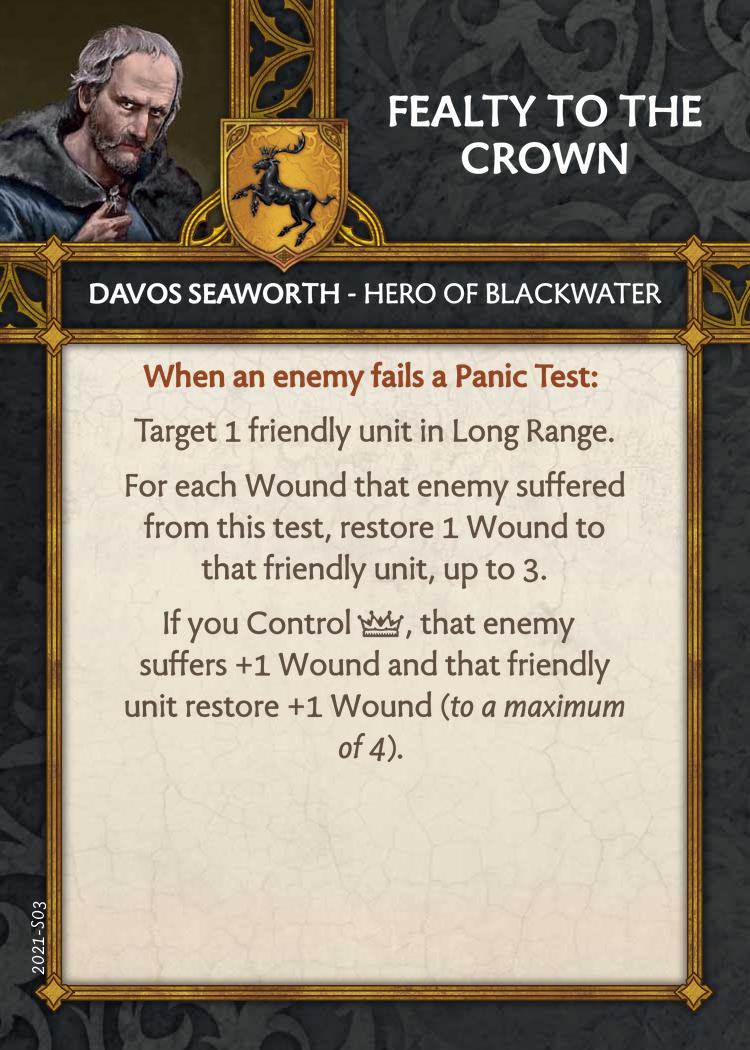 FEALTY TO THE
CROWN
DAVOS SEAWORTH - HERO OF BLACKWATER
When an enemy fails a Panic Test:
Target 1 friendly unit in Long Range.
For each Wound that enemy suffered
from this test, restore 1 Wound to
that friendly unit, up to 3.
If you Control , that enemy
suffers +1 Wound and that friendly
unit restore +1 Wound (to a maximum
of 4).
2021-S03